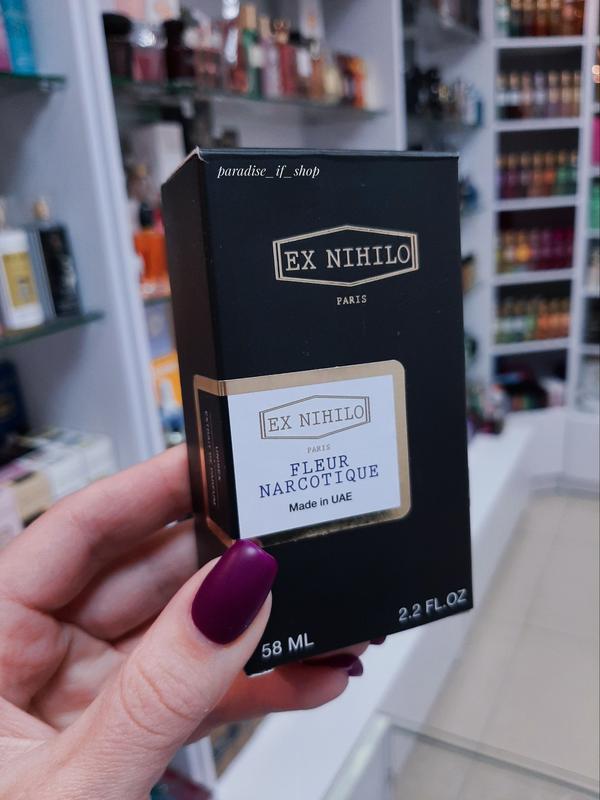 paradise_if_shop
EX NIHILO
PARIS
EX NIHILO
PARIS
FLEUR
NARCOTIQUE
Made in UAE
58 ML
2.2 FL.OZ